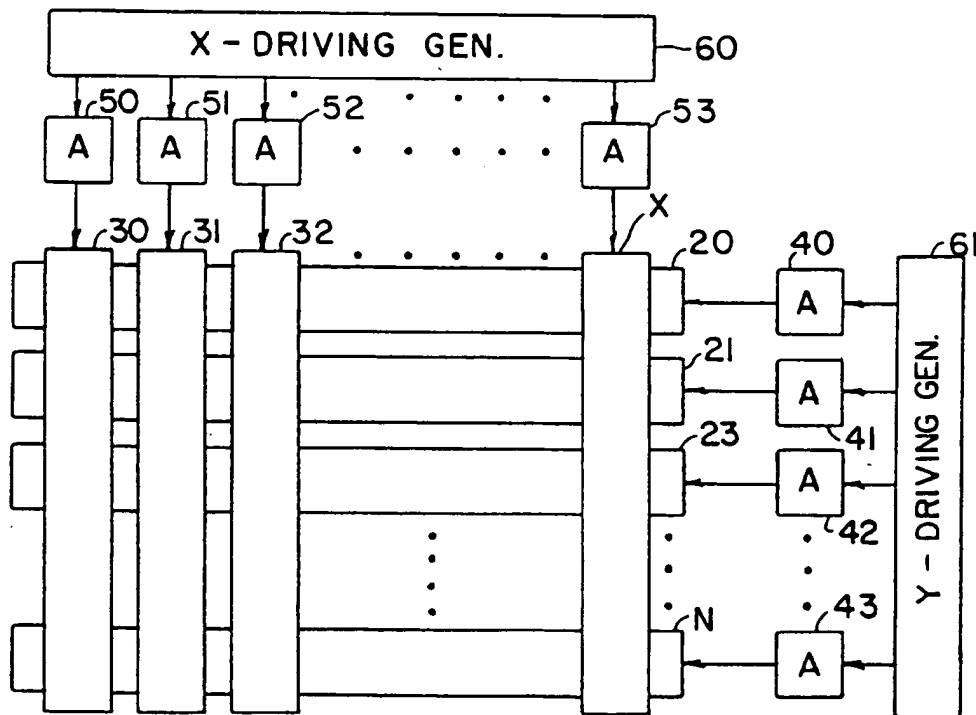 X - DRIVING GEN.
60
50
51
52
53
A
A
A
A
30
31
32
X
20
40
61
A
21
A
41
23
A
42
Y - DRIVING GEN.
N
43
A